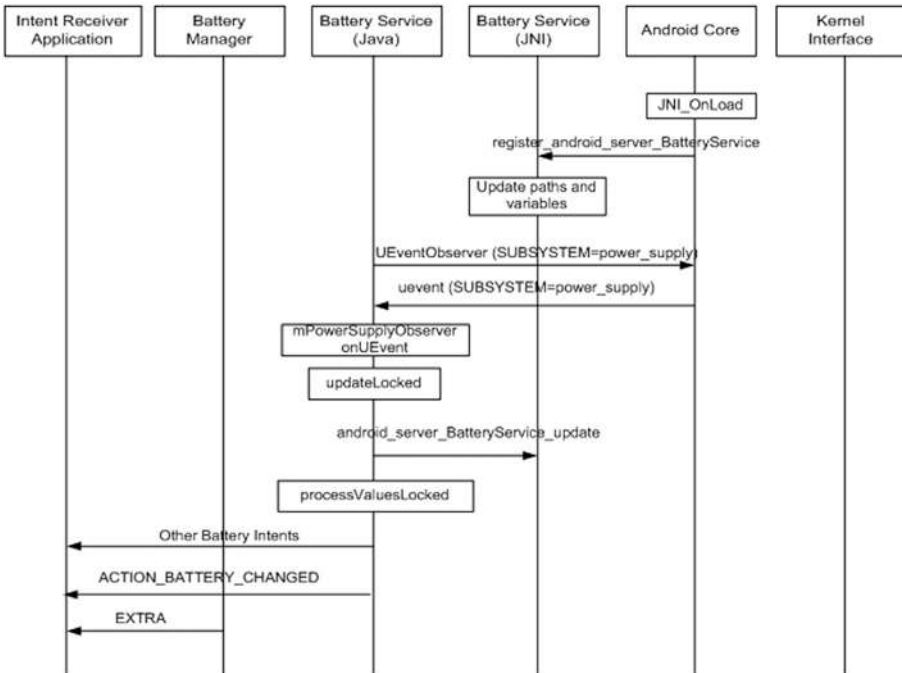 Intent Receiver
Application
Battery
Manager
Battery Service
(Java)
Battery Service
(JNI)
Android Core
Kernel
Interface
JNI_OnLoad
register_android_server_BatteryService
Update paths and
variables
UEventObserver (SUBSYSTEM=power_supply)
uevent (SUBSYSTEM=power_supply)
mPowerSupplyObserver
onUEvent
updateLocked
android_server_BatteryService_update
processValuesLocked
Other Battery Intents
ACTION_BATTERY_CHANGED
EXTRA